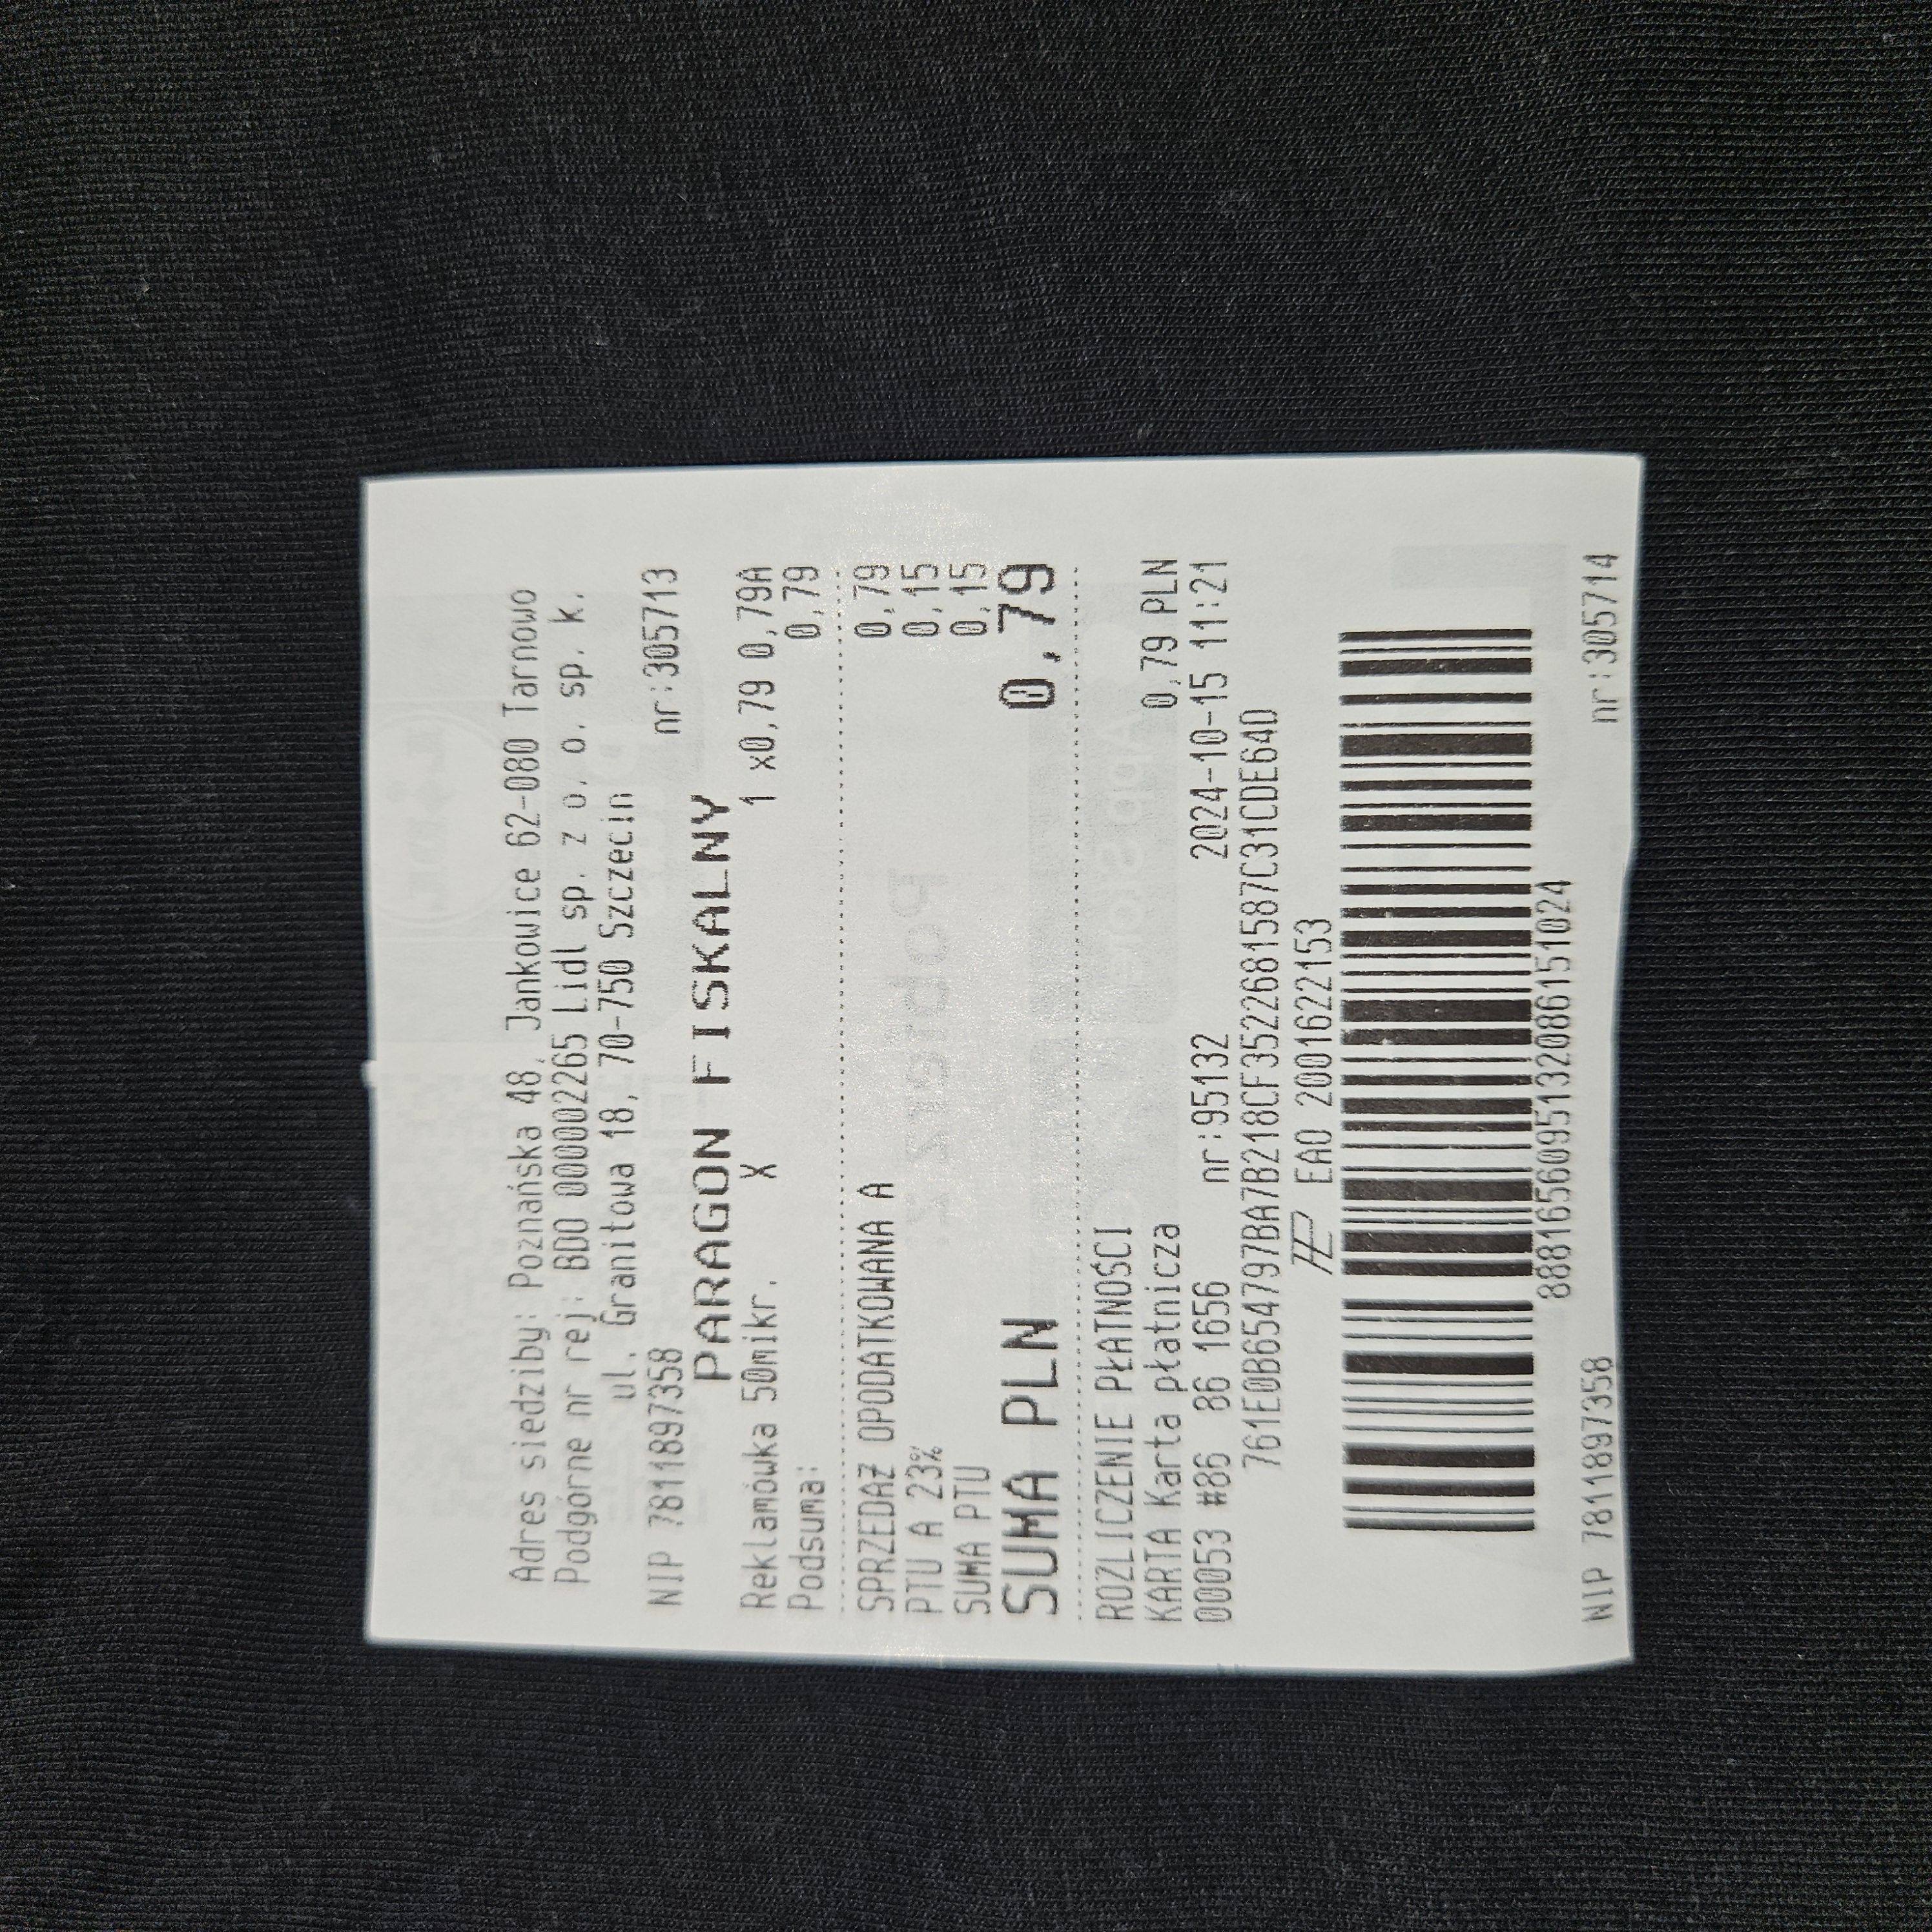 Adres siedziby: Poznańska 48, Jankowice 62-080 Tarnowo
Podgórne nr rej: BDO 000002265 Lidl sp. z o. o. sp. k.
ul. Granitowa 18, 70-750 Szczecin
NIP 7811897358 nr:305713
PARAGON FISKALNY
Reklamówka 50mikr. X 1 x0,79 0,79A
Podsuma: 0,79
SPRZEDAŻ OPODATKOWANA A 0,79
PTU A 23% 0,15
SUMA PTU 0,15
SUMA PLN 0,79
ROZLICZENIE PŁATNOŚCI
KARTA Karta płatnicza 0,79 PLN
00053 #86 86 1656 nr:95132 2024-10-15 11:21
761E0B654797BA7B218CF3522681587C31CDE64D
EAO 2001622153
8881656095132086151024
NIP 7811897358 nr:305714